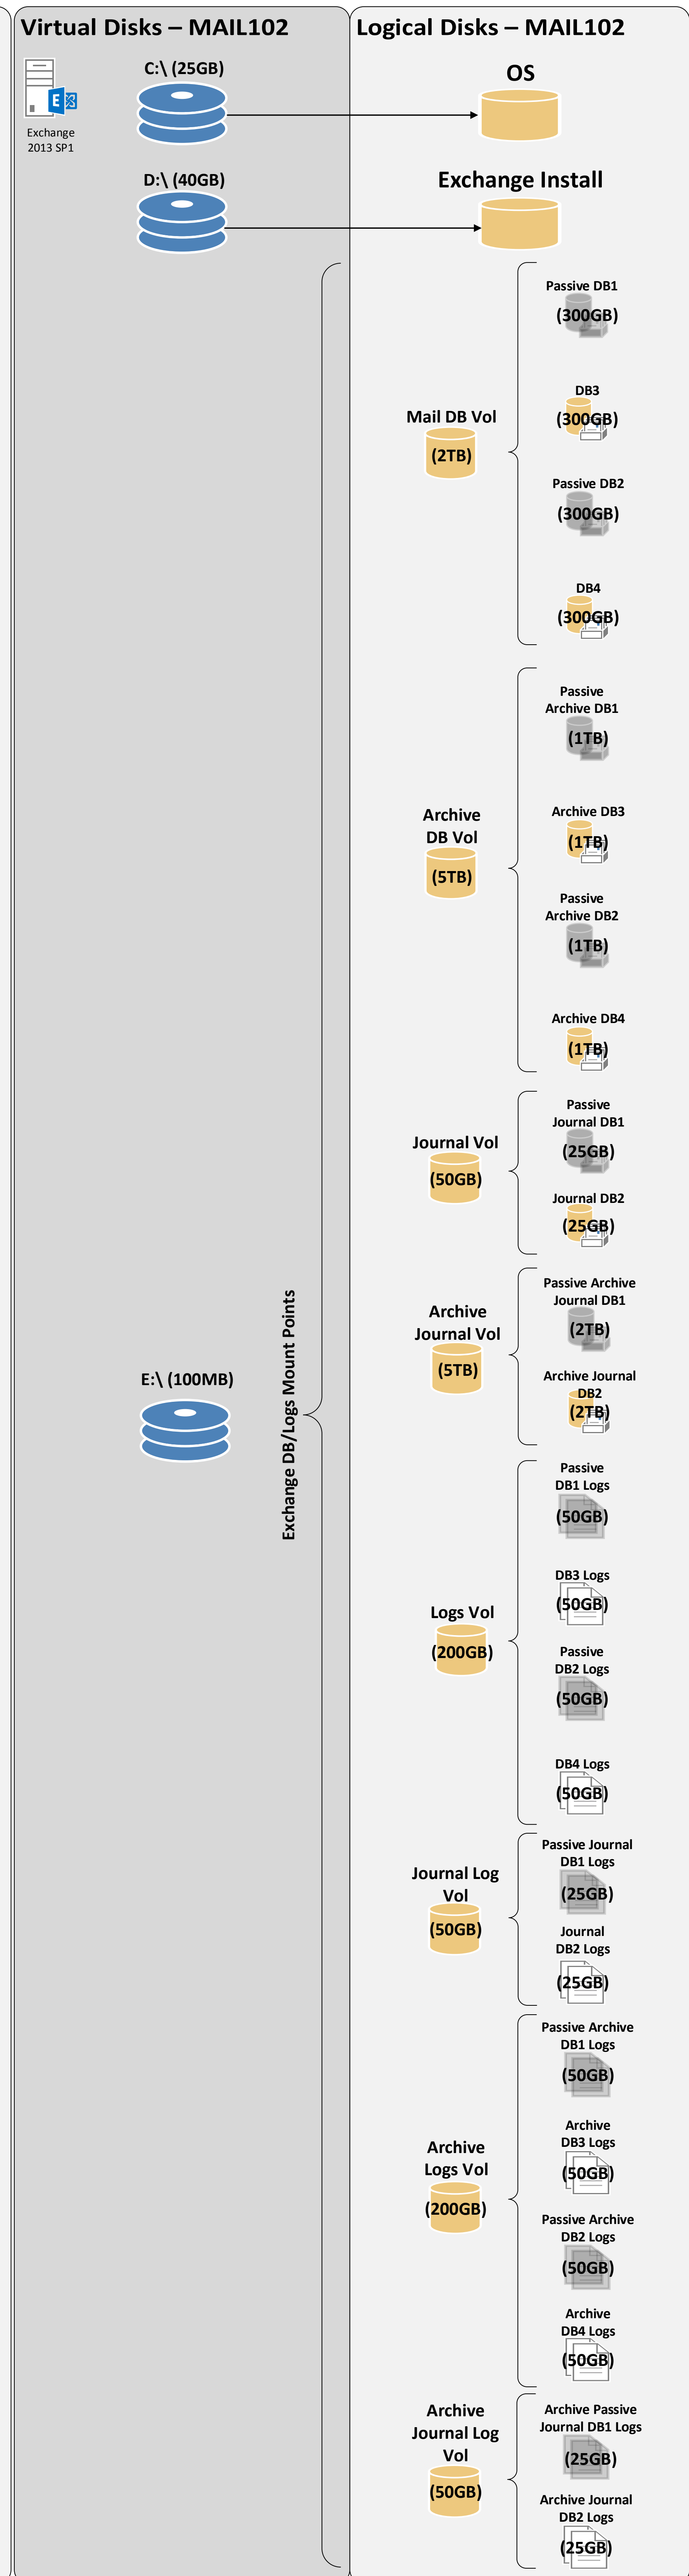 Virtual Disks – MAIL102
Logical Disks – MAIL102
C:\ (25GB)
OS
Exchange
2013 SP1
D:\ (40GB)
Exchange Install
Passive DB1
(300GB)
DB3
(300GB)
Mail DB Vol
(2TB)
Passive DB2
(300GB)
DB4
(300GB)
Passive
Archive DB1
(1TB)
Archive DB3
(1TB)
Archive
DB Vol
(5TB)
Passive
Archive DB2
(1TB)
Archive DB4
(1TB)
Passive
Journal DB1
(25GB)
Journal Vol
(50GB)
Journal DB2
(25GB)
Passive Archive
Journal DB1
(2TB)
Archive
Journal Vol
(5TB)
Archive Journal
DB2
(2TB)
E:\ (100MB)
Exchange DB/Logs Mount Points
Passive
DB1 Logs
(50GB)
DB3 Logs
(50GB)
Logs Vol
(200GB)
Passive
DB2 Logs
(50GB)
DB4 Logs
(50GB)
Passive Journal
DB1 Logs
(25GB)
Journal Log
Vol
(50GB)
Journal
DB2 Logs
(25GB)
Passive Archive
DB1 Logs
(50GB)
Archive
DB3 Logs
(50GB)
Archive
Logs Vol
(200GB)
Passive Archive
DB2 Logs
(50GB)
Archive
DB4 Logs
(50GB)
Archive
Journal Log
Vol
(50GB)
Archive Passive
Journal DB1 Logs
(25GB)
Archive Journal
DB2 Logs
(25GB)